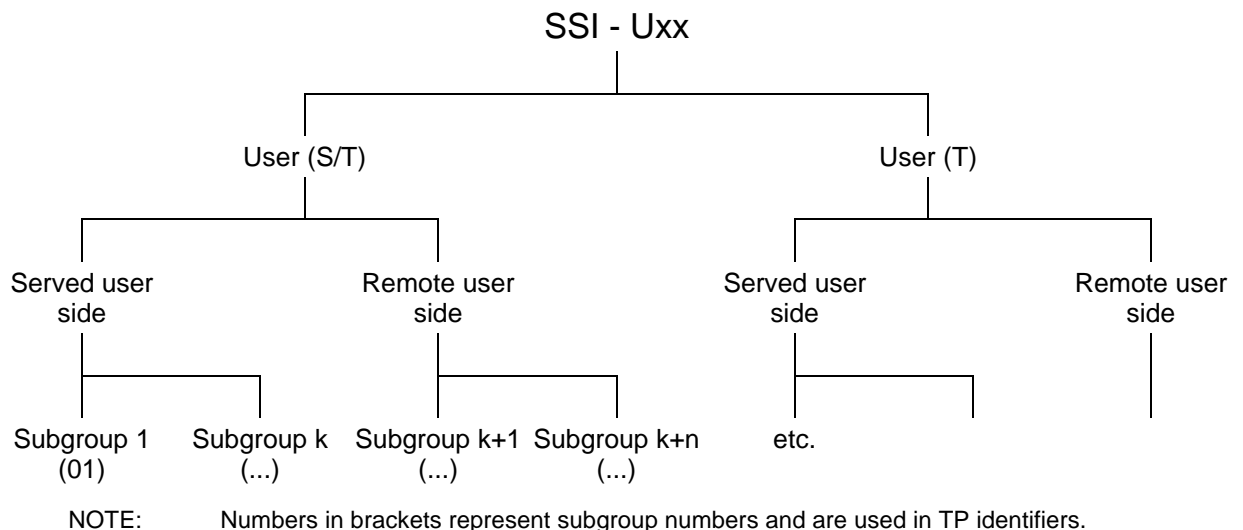 SSI - Uxx
User (S/T)
User (T)
Served user
side
Remote user
side
Served user
side
Remote user
side
Subgroup 1
(01)
Subgroup k
(...)
Subgroup k+1
(...)
Subgroup k+n
(...)
etc.
NOTE: Numbers in brackets represent subgroup numbers and are used in TP identifiers.